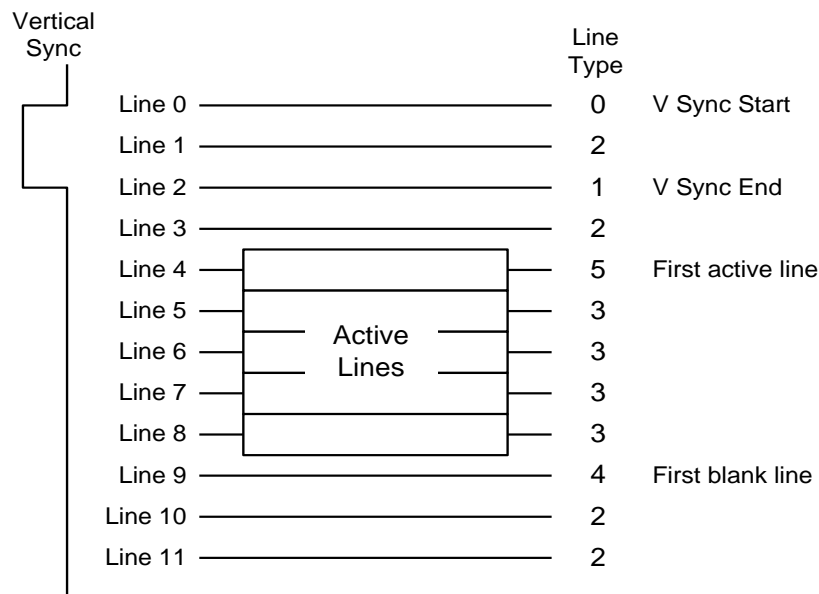 Vertical
Sync
Line
Type
Line 0 0 V Sync Start
Line 1 2
Line 2 1 V Sync End
Line 3 2
Line 4 5 First active line
Line 5 3
Active
Line 6 3
Lines
Line 7 3
Line 8 3
Line 9 4 First blank line
Line 10 2
Line 11 2